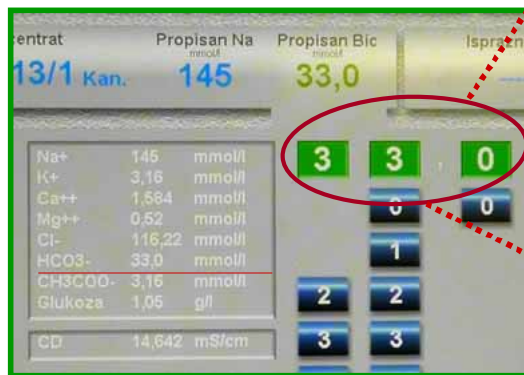 entrat Propisan Na Propisan Bic Isprazn
mmol/l mmol/l
13/1 Kan. 145 33,0
Na+ 145 mmol/l
K+ 3,16 mmol/l
Ca++ 1,584 mmol/l
Mg++ 0,52 mmol/l
Cl- 116,22 mmol/l
HCO3- 33,0 mmol/l
CH3COO- 3,16 mmol/l
Glukoza 1,05 g/l
CD 14,642 mS/cm
3 3 , 0
0 0
1
2 2
3 3